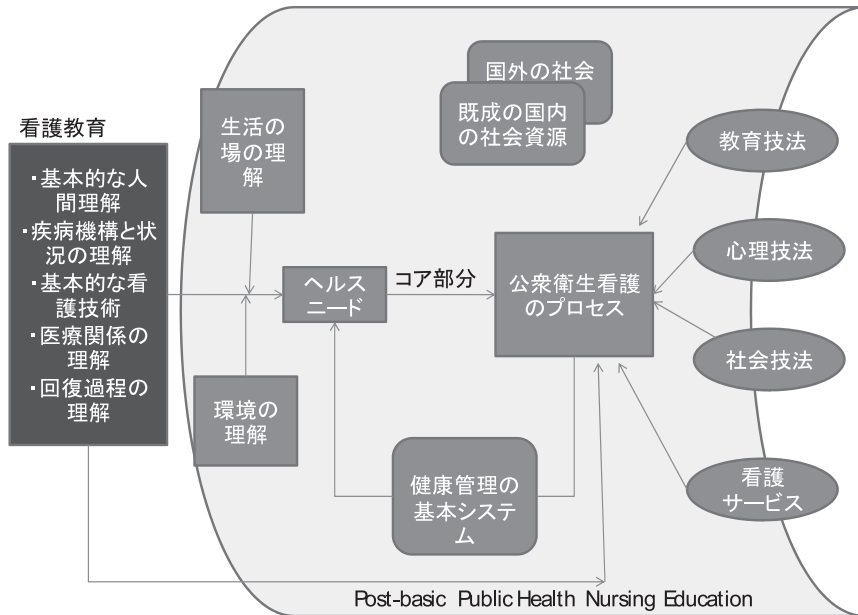 看護教育
・基本的な人
間理解
・疾病機構と状
況の理解
・基本的な看
護技術
・医療関係の
理解
・回復過程の
理解
生活の
場の理
解
環境の
理解
ヘルス
ニード
コア部分
国外の社会
既成の国内
の社会資源
公衆衛生看護
のプロセス
健康管理の
基本システ
ム
教育技法
心理技法
社会技法
看護
サービス
Post-basic Public Health Nursing Education